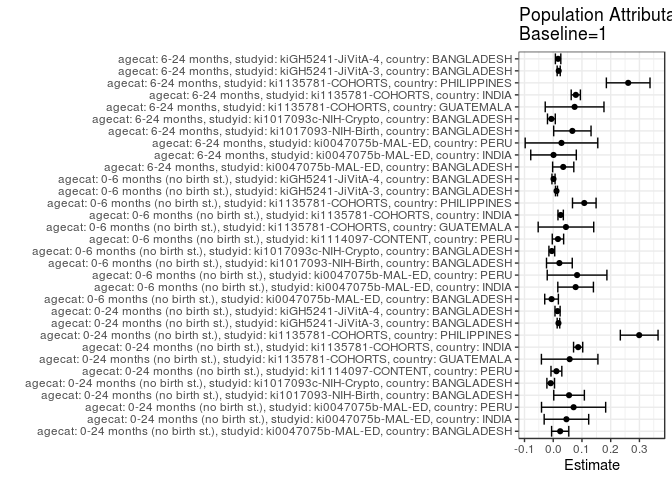 Population Attributa
Baseline=1
agecat: 6-24 months, studyid: kiGH5241-JiVitA-4, country: BANGLADESH
agecat: 6-24 months, studyid: kiGH5241-JiVitA-3, country: BANGLADESH
agecat: 6-24 months, studyid: ki1135781-COHORTS, country: PHILIPPINES
agecat: 6-24 months, studyid: ki1135781-COHORTS, country: INDIA
agecat: 6-24 months, studyid: ki1135781-COHORTS, country: GUATEMALA
agecat: 6-24 months, studyid: ki1017093c-NIH-Crypto, country: BANGLADESH
agecat: 6-24 months, studyid: ki1017093-NIH-Birth, country: BANGLADESH
agecat: 6-24 months, studyid: ki0047075b-MAL-ED, country: PERU
agecat: 6-24 months, studyid: ki0047075b-MAL-ED, country: INDIA
agecat: 6-24 months, studyid: ki0047075b-MAL-ED, country: BANGLADESH
agecat: 0-6 months (no birth st.), studyid: kiGH5241-JiVitA-4, country: BANGLADESH
agecat: 0-6 months (no birth st.), studyid: kiGH5241-JiVitA-3, country: BANGLADESH
agecat: 0-6 months (no birth st.), studyid: ki1135781-COHORTS, country: PHILIPPINES
agecat: 0-6 months (no birth st.), studyid: ki1135781-COHORTS, country: INDIA
agecat: 0-6 months (no birth st.), studyid: ki1135781-COHORTS, country: GUATEMALA
agecat: 0-6 months (no birth st.), studyid: ki1114097-CONTENT, country: PERU
agecat: 0-6 months (no birth st.), studyid: ki1017093c-NIH-Crypto, country: BANGLADESH
agecat: 0-6 months (no birth st.), studyid: ki1017093-NIH-Birth, country: BANGLADESH
agecat: 0-6 months (no birth st.), studyid: ki0047075b-MAL-ED, country: PERU
agecat: 0-6 months (no birth st.), studyid: ki0047075b-MAL-ED, country: INDIA
agecat: 0-6 months (no birth st.), studyid: ki0047075b-MAL-ED, country: BANGLADESH
agecat: 0-24 months (no birth st.), studyid: kiGH5241-JiVitA-4, country: BANGLADESH
agecat: 0-24 months (no birth st.), studyid: kiGH5241-JiVitA-3, country: BANGLADESH
agecat: 0-24 months (no birth st.), studyid: ki1135781-COHORTS, country: PHILIPPINES
agecat: 0-24 months (no birth st.), studyid: ki1135781-COHORTS, country: INDIA
agecat: 0-24 months (no birth st.), studyid: ki1135781-COHORTS, country: GUATEMALA
agecat: 0-24 months (no birth st.), studyid: ki1114097-CONTENT, country: PERU
agecat: 0-24 months (no birth st.), studyid: ki1017093c-NIH-Crypto, country: BANGLADESH
agecat: 0-24 months (no birth st.), studyid: ki1017093-NIH-Birth, country: BANGLADESH
agecat: 0-24 months (no birth st.), studyid: ki0047075b-MAL-ED, country: PERU
agecat: 0-24 months (no birth st.), studyid: ki0047075b-MAL-ED, country: INDIA
agecat: 0-24 months (no birth st.), studyid: ki0047075b-MAL-ED, country: BANGLADESH
-0.1 0.0 0.1 0.2 0.3
Estimate